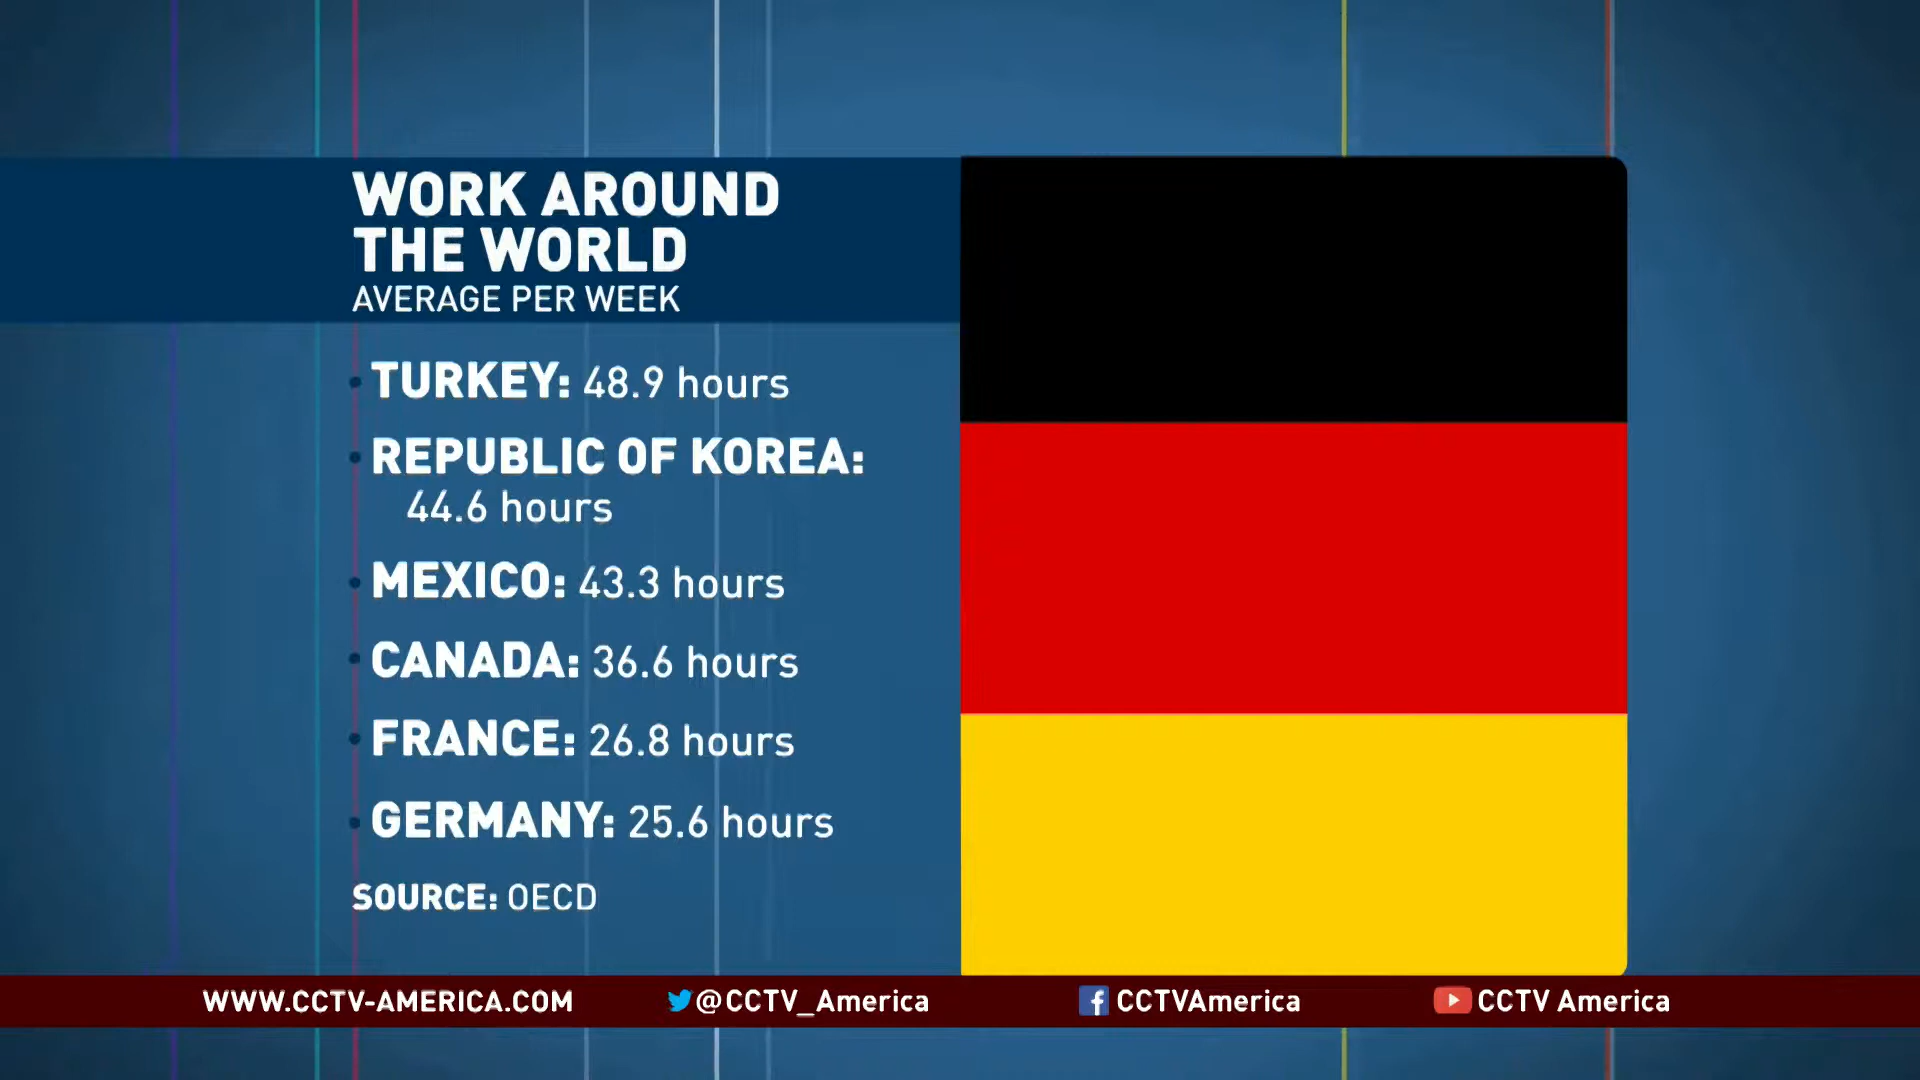 WORK AROUND
THE WORLD
AVERAGE PER WEEK
• TURKEY: 48.9 hours
• REPUBLIC OF KOREA:
44.6 hours
• MEXICO: 43.3 hours
• CANADA: 36.6 hours
• FRANCE: 26.8 hours
• GERMANY: 25.6 hours
SOURCE: OECD
WWW.CCTV-AMERICA.COM @CCTV_America CCTVAmerica CCTV America